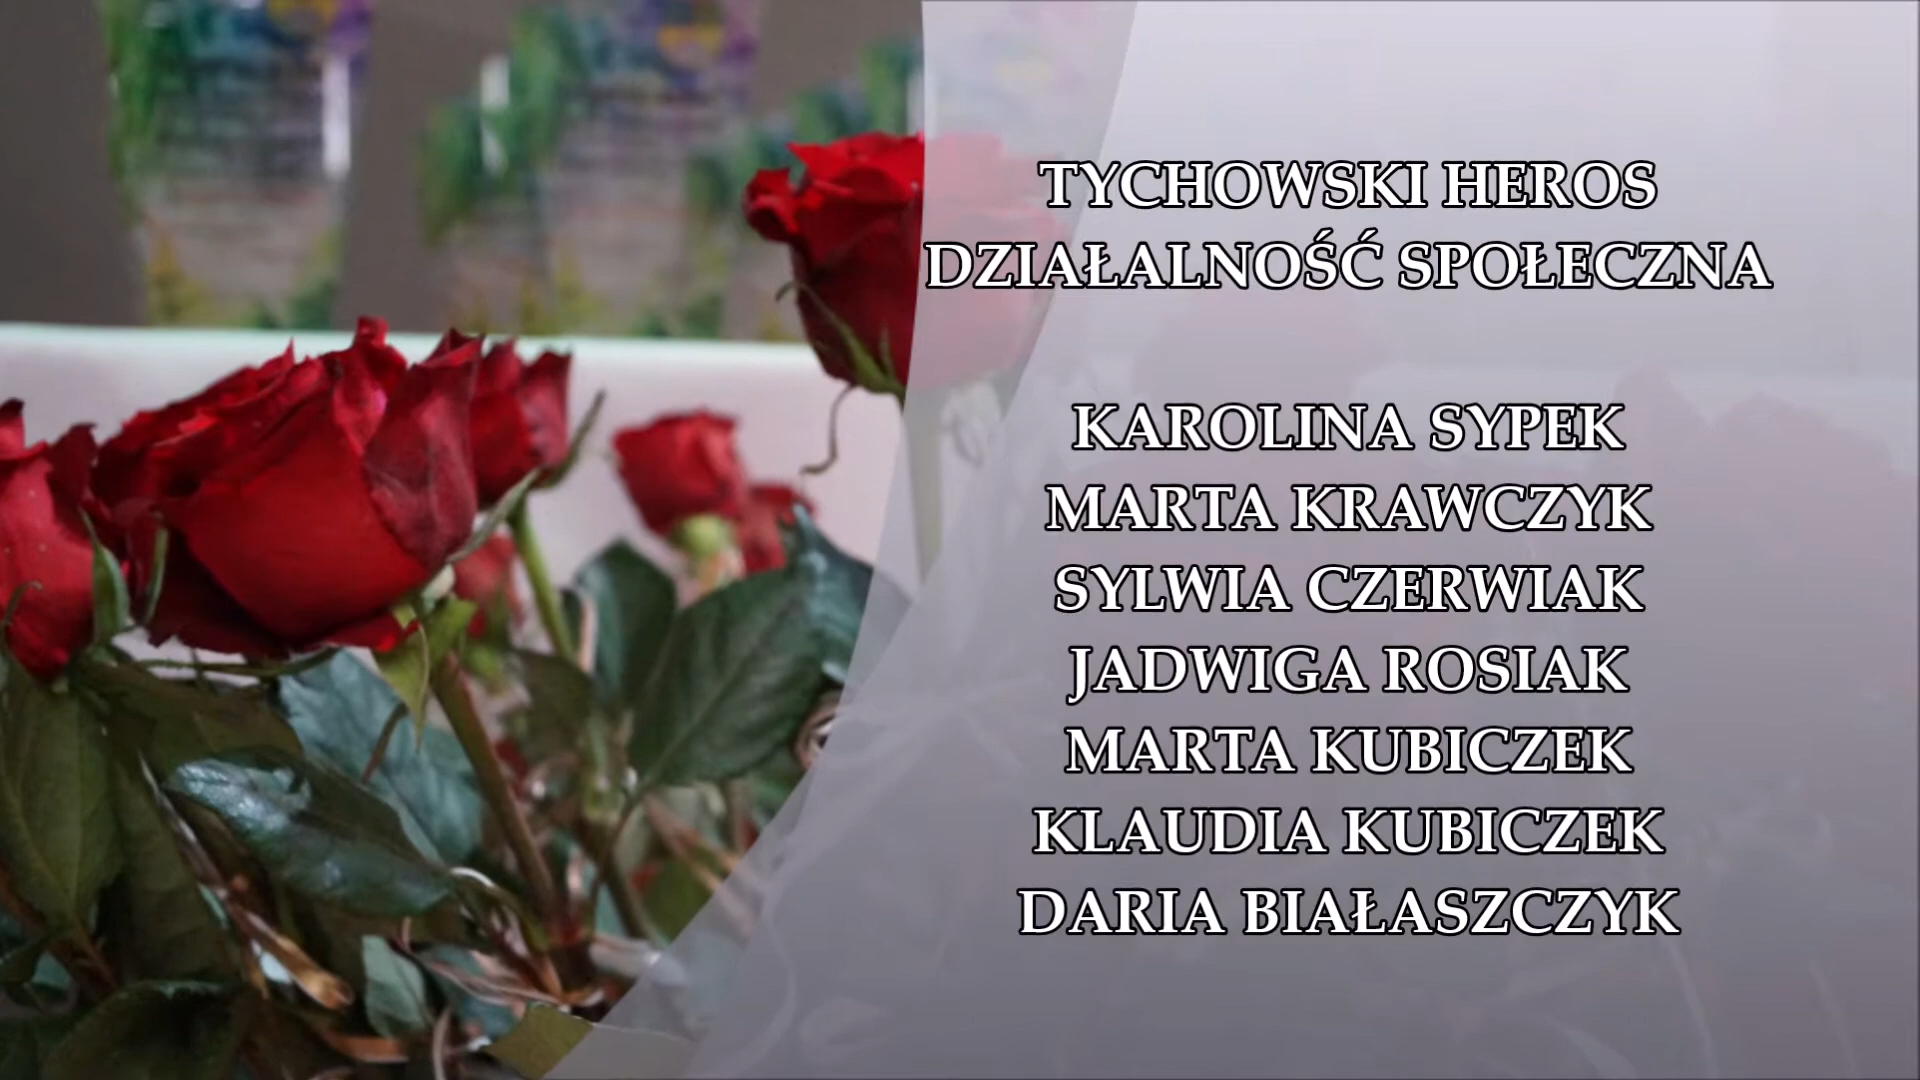 TYCHOWSKI HEROS
DZIAŁALNOŚĆ SPOŁECZNA
KAROLINA SYPEK
MARTA KRAWCZYK
SYLWIA CZERWIAK
JADWIGA ROSIAK
MARTA KUBICZEK
KLAUDIA KUBICZEK
DARIA BIAŁASZCZYK